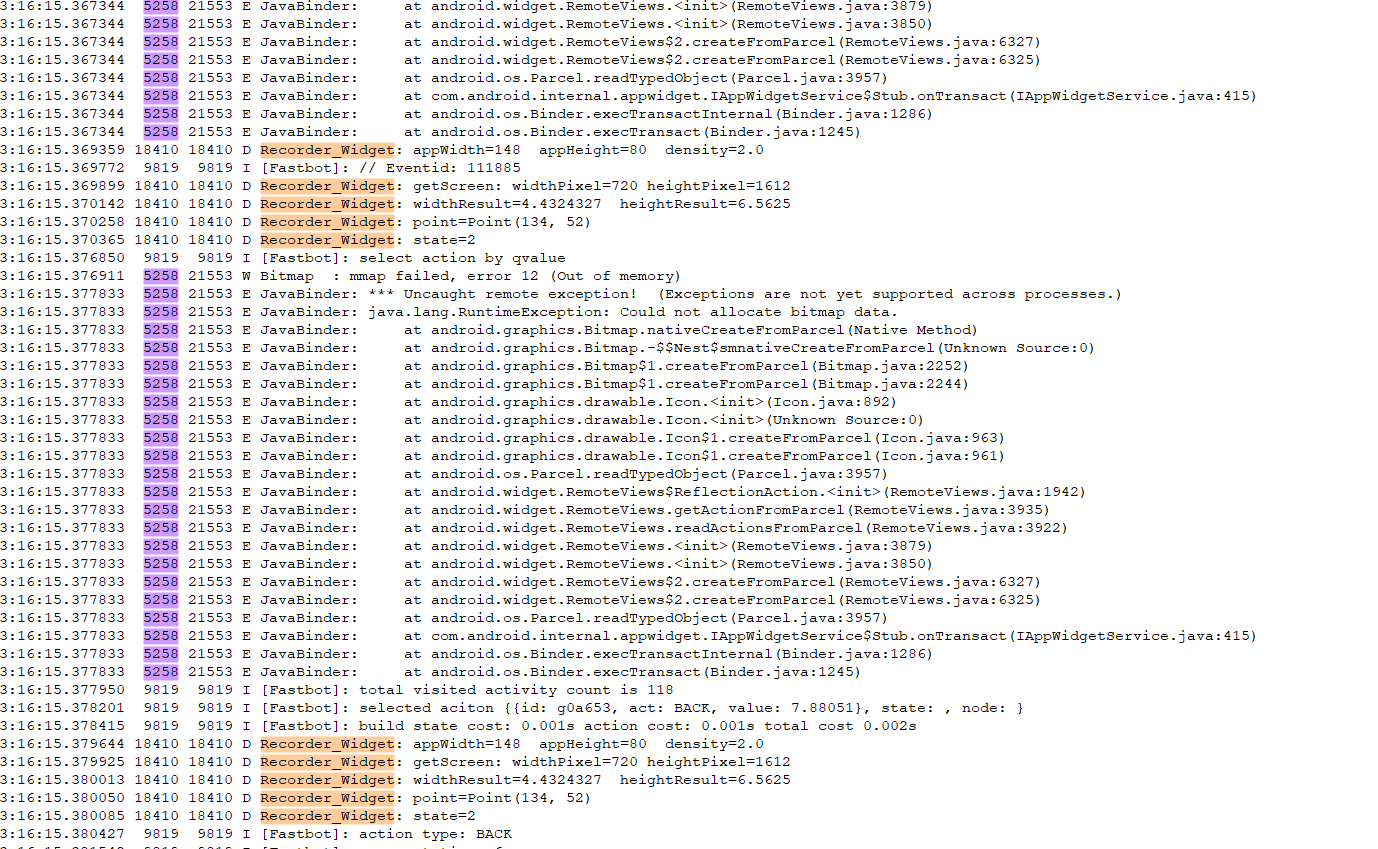 3:16:15.367344  5258 21553 E JavaBinder:     at android.widget.RemoteViews.<init>(RemoteViews.java:3879)
3:16:15.367344  5258 21553 E JavaBinder:     at android.widget.RemoteViews.<init>(RemoteViews.java:3850)
3:16:15.367344  5258 21553 E JavaBinder:     at android.widget.RemoteViews$2.createFromParcel(RemoteViews.java:6327)
3:16:15.367344  5258 21553 E JavaBinder:     at android.widget.RemoteViews$2.createFromParcel(RemoteViews.java:6325)
3:16:15.367344  5258 21553 E JavaBinder:     at android.os.Parcel.readTypedObject(Parcel.java:3957)
3:16:15.367344  5258 21553 E JavaBinder:     at com.android.internal.appwidget.IAppWidgetService$Stub.onTransact(IAppWidgetService.java:415)
3:16:15.367344  5258 21553 E JavaBinder:     at android.os.Binder.execTransactInternal(Binder.java:1286)
3:16:15.367344  5258 21553 E JavaBinder:     at android.os.Binder.execTransact(Binder.java:1245)
3:16:15.369359 18410 18410 D Recorder_Widget: appWidth=148  appHeight=80  density=2.0
3:16:15.369772  9819  9819 I [Fastbot]: // Eventid: 111885
3:16:15.369899 18410 18410 D Recorder_Widget: getScreen: widthPixel=720 heightPixel=1612
3:16:15.370142 18410 18410 D Recorder_Widget: widthResult=4.4324327  heightResult=6.5625
3:16:15.370258 18410 18410 D Recorder_Widget: point=Point(134, 52)
3:16:15.370365 18410 18410 D Recorder_Widget: state=2
3:16:15.376850  9819  9819 I [Fastbot]: select action by qvalue
3:16:15.376911  5258 21553 W Bitmap  : mmap failed, error 12 (Out of memory)
3:16:15.377833  5258 21553 E JavaBinder: *** Uncaught remote exception!  (Exceptions are not yet supported across processes.)
3:16:15.377833  5258 21553 E JavaBinder: java.lang.RuntimeException: Could not allocate bitmap data.
3:16:15.377833  5258 21553 E JavaBinder:     at android.graphics.Bitmap.nativeCreateFromParcel(Native Method)
3:16:15.377833  5258 21553 E JavaBinder:     at android.graphics.Bitmap.-$$Nest$smnativeCreateFromParcel(Unknown Source:0)
3:16:15.377833  5258 21553 E JavaBinder:     at android.graphics.Bitmap$1.createFromParcel(Bitmap.java:2252)
3:16:15.377833  5258 21553 E JavaBinder:     at android.graphics.Bitmap$1.createFromParcel(Bitmap.java:2244)
3:16:15.377833  5258 21553 E JavaBinder:     at android.graphics.drawable.Icon.<init>(Icon.java:892)
3:16:15.377833  5258 21553 E JavaBinder:     at android.graphics.drawable.Icon.<init>(Unknown Source:0)
3:16:15.377833  5258 21553 E JavaBinder:     at android.graphics.drawable.Icon$1.createFromParcel(Icon.java:963)
3:16:15.377833  5258 21553 E JavaBinder:     at android.graphics.drawable.Icon$1.createFromParcel(Icon.java:961)
3:16:15.377833  5258 21553 E JavaBinder:     at android.os.Parcel.readTypedObject(Parcel.java:3957)
3:16:15.377833  5258 21553 E JavaBinder:     at android.widget.RemoteViews$ReflectionAction.<init>(RemoteViews.java:1942)
3:16:15.377833  5258 21553 E JavaBinder:     at android.widget.RemoteViews.getActionFromParcel(RemoteViews.java:3935)
3:16:15.377833  5258 21553 E JavaBinder:     at android.widget.RemoteViews.readActionsFromParcel(RemoteViews.java:3922)
3:16:15.377833  5258 21553 E JavaBinder:     at android.widget.RemoteViews.<init>(RemoteViews.java:3879)
3:16:15.377833  5258 21553 E JavaBinder:     at android.widget.RemoteViews.<init>(RemoteViews.java:3850)
3:16:15.377833  5258 21553 E JavaBinder:     at android.widget.RemoteViews$2.createFromParcel(RemoteViews.java:6327)
3:16:15.377833  5258 21553 E JavaBinder:     at android.widget.RemoteViews$2.createFromParcel(RemoteViews.java:6325)
3:16:15.377833  5258 21553 E JavaBinder:     at android.os.Parcel.readTypedObject(Parcel.java:3957)
3:16:15.377833  5258 21553 E JavaBinder:     at com.android.internal.appwidget.IAppWidgetService$Stub.onTransact(IAppWidgetService.java:415)
3:16:15.377833  5258 21553 E JavaBinder:     at android.os.Binder.execTransactInternal(Binder.java:1286)
3:16:15.377833  5258 21553 E JavaBinder:     at android.os.Binder.execTransact(Binder.java:1245)
3:16:15.377950  9819  9819 I [Fastbot]: total visited activity count is 118
3:16:15.378201  9819  9819 I [Fastbot]: selected aciton {{id: g0a653, act: BACK, value: 7.88051}, state: , node: }
3:16:15.378415  9819  9819 I [Fastbot]: build state cost: 0.001s action cost: 0.001s total cost 0.002s
3:16:15.379644 18410 18410 D Recorder_Widget: appWidth=148  appHeight=80  density=2.0
3:16:15.379925 18410 18410 D Recorder_Widget: getScreen: widthPixel=720 heightPixel=1612
3:16:15.380013 18410 18410 D Recorder_Widget: widthResult=4.4324327  heightResult=6.5625
3:16:15.380050 18410 18410 D Recorder_Widget: point=Point(134, 52)
3:16:15.380085 18410 18410 D Recorder_Widget: state=2
3:16:15.380427  9819  9819 I [Fastbot]: action type: BACK